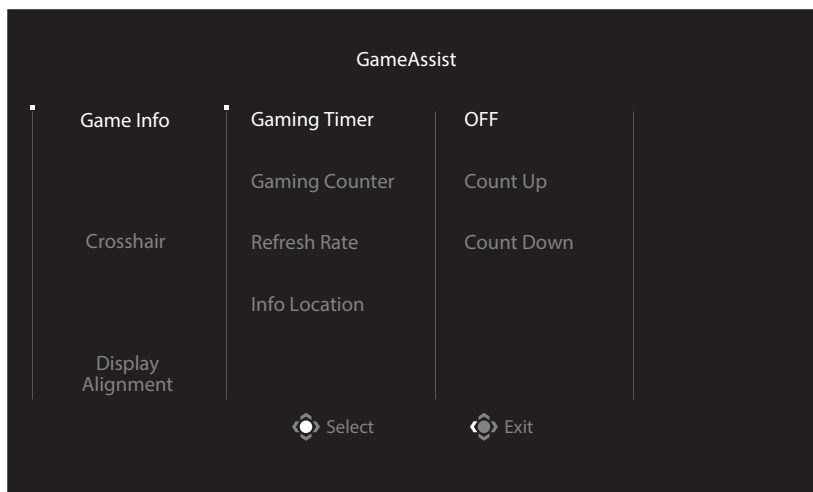 GameAssist
Game Info
Gaming Timer
OFF
Gaming Counter
Count Up
Crosshair
Refresh Rate
Count Down
Info Location
Display
Alignment
Select
Exit